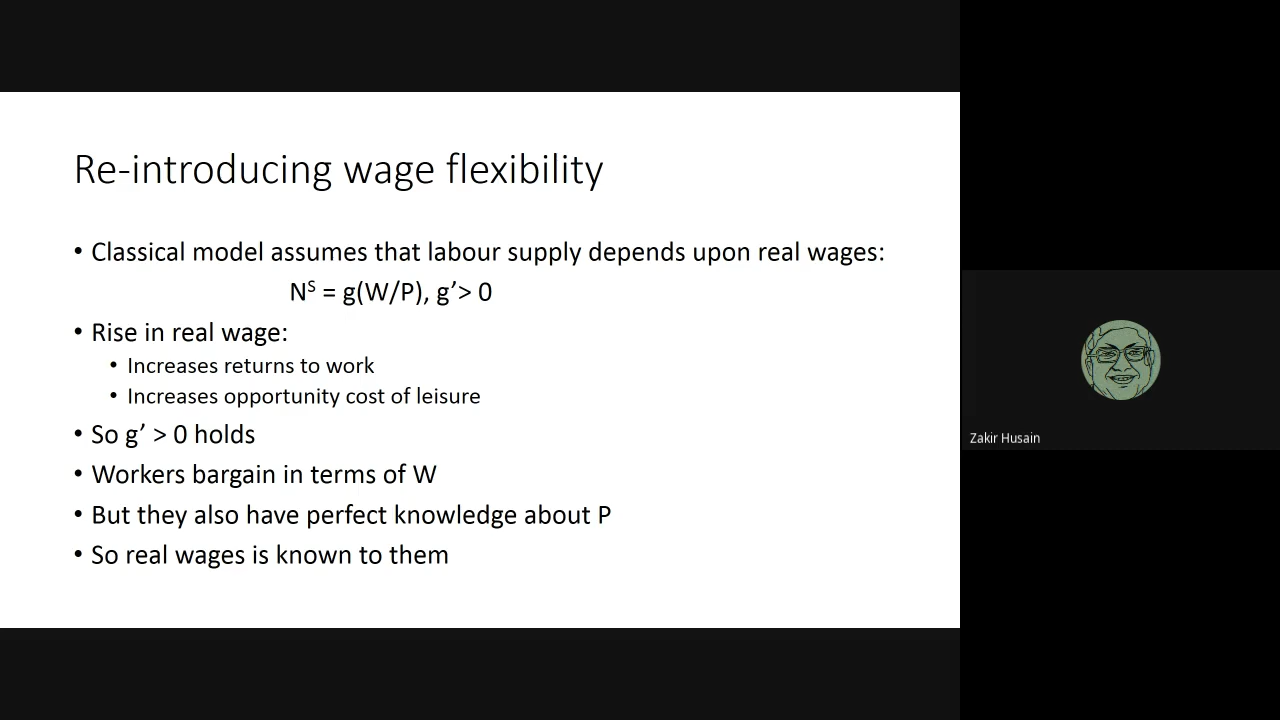 Re-introducing wage flexibility
• Classical model assumes that labour supply depends upon real wages:
Nˢ = g(W/P), g’> 0
• Rise in real wage:
• Increases returns to work
• Increases opportunity cost of leisure
• So g’ > 0 holds
• Workers bargain in terms of W
• But they also have perfect knowledge about P
• So real wages is known to them
Zakir Husain